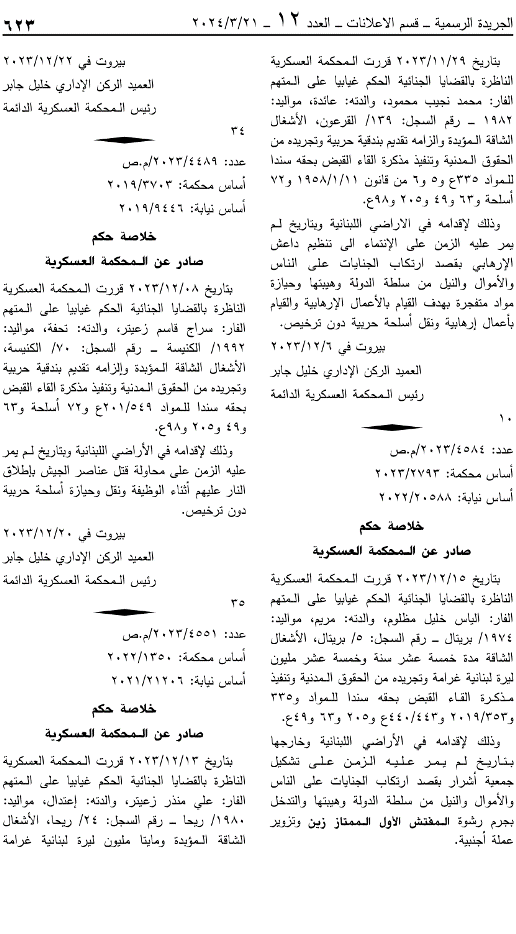 الجريدة الرسمية ــ قسم الاعلانات ــ العدد ١٢ ــ ٢٠٢٤/٣/٢١
٦٢٣
بتاريخ ٢٠٢٣/١١/٢٩ قررت المحكمة العسكرية
الناظرة بالقضايا الجنائية الحكم غيابيا على المتهم
الفار: محمد نجيب محمود، والدته: عائدة، مواليد:
١٩٨٢ ــ رقم السجل: ١٣٩/ القرعون، الأشغال
الشاقة المؤبدة والزامه تقديم بندقية حربية وتجريده من
الحقوق المدنية وتنفيذ مذكرة القاء القبض بحقه سندا
للمواد ٣٣٥ع و٥ و٦ من قانون ١٩٥٨/١/١١ و٧٢
أسلحة و٦٣ و٤٩ و٢٠٥ و٩٨ع.
وذلك لإقدامه في الاراضي اللبنانية وبتاريخ لم
يمر عليه الزمن على الإنتماء الى تنظيم داعش
الإرهابي بقصد ارتكاب الجنايات على الناس
والأموال والنيل من سلطة الدولة وهيبتها وحيازة
مواد متفجرة بهدف القيام بالأعمال الإرهابية والقيام
بأعمال إرهابية ونقل أسلحة حربية دون ترخيص.
بيروت في ٢٠٢٣/١٢/٦
العميد الركن الإداري خليل جابر
رئيس المحكمة العسكرية الدائمة
١٠
عدد: ٢٠٢٣/٤٥٨٤/م.ص
أساس محكمة: ٢٠٢٣/٢٧٩٣
أساس نيابة: ٢٠٢٢/٢٠٥٨٨
خلاصة حكم
صادر عن المحكمة العسكرية
بتاريخ ٢٠٢٣/١٢/١٥ قررت المحكمة العسكرية
الناظرة بالقضايا الجنائية الحكم غيابيا على المتهم
الفار: الياس خليل مظلوم، والدته: مريم، مواليد:
١٩٧٤/ بريتال ــ رقم السجل: ٥/ بريتال، الأشغال
الشاقة مدة خمسة عشر سنة وخمسة عشر مليون
ليرة لبنانية غرامة وتجريده من الحقوق المدنية وتنفيذ
مذكرة القاء القبض بحقه سندا للمواد و٣٣٥
و٢٠١٩/٣٥٣ و٤٤٠/٤٤٣ع و٢٠٥ و٦٣ و٤٩ع.
وذلك لإقدامه في الأراضي اللبنانية وخارجها
بتاريخ لم يمر عليه الزمن على تشكيل
جمعية أشرار بقصد ارتكاب الجنايات على الناس
والأموال والنيل من سلطة الدولة وهيبتها والتدخل
بجرم رشوة المفتش الأول الممتاز زين وتزوير
عملة أجنبية.
بيروت في ٢٠٢٣/١٢/٢٢
العميد الركن الإداري خليل جابر
رئيس المحكمة العسكرية الدائمة
٣٤
عدد: ٢٠٢٣/٤٤٨٩/م.ص
أساس محكمة: ٢٠١٩/٣٧٠٣
أساس نيابة: ٢٠١٩/٩٤٤٦
خلاصة حكم
صادر عن المحكمة العسكرية
بتاريخ ٢٠٢٣/١٢/٠٨ قررت المحكمة العسكرية
الناظرة بالقضايا الجنائية الحكم غيابيا على المتهم
الفار: سراج قاسم زعيتر، والدته: تحفة، مواليد:
١٩٩٢/ الكنيسة ــ رقم السجل: ٧٠/ الكنيسة،
الأشغال الشاقة المؤبدة وإلزامه تقديم بندقية حربية
وتجريده من الحقوق المدنية وتنفيذ مذكرة القاء القبض
بحقه سندا للمواد ٢٠١/٥٤٩ع و٧٢ أسلحة و٦٣
و٤٩ و٢٠٥ و٩٨ع.
وذلك لإقدامه في الأراضي اللبنانية وبتاريخ لم يمر
عليه الزمن على محاولة قتل عناصر الجيش بإطلاق
النار عليهم أثناء الوظيفة ونقل وحيازة أسلحة حربية
دون ترخيص.
بيروت في ٢٠٢٣/١٢/٢٠
العميد الركن الإداري خليل جابر
رئيس المحكمة العسكرية الدائمة
٣٥
عدد: ٢٠٢٣/٤٥٥١/م.ص
أساس محكمة: ٢٠٢٢/١٣٥٠
أساس نيابة: ٢٠٢١/٢١٢٠٦
خلاصة حكم
صادر عن المحكمة العسكرية
بتاريخ ٢٠٢٣/١٢/١٣ قررت المحكمة العسكرية
الناظرة بالقضايا الجنائية الحكم غيابيا على المتهم
الفار: علي منذر زعيتر، والدته: إعتدال، مواليد:
١٩٨٠/ ريحا ــ رقم السجل: ٢٤/ ريحا، الأشغال
الشاقة المؤبدة ومايتا مليون ليرة لبنانية غرامة